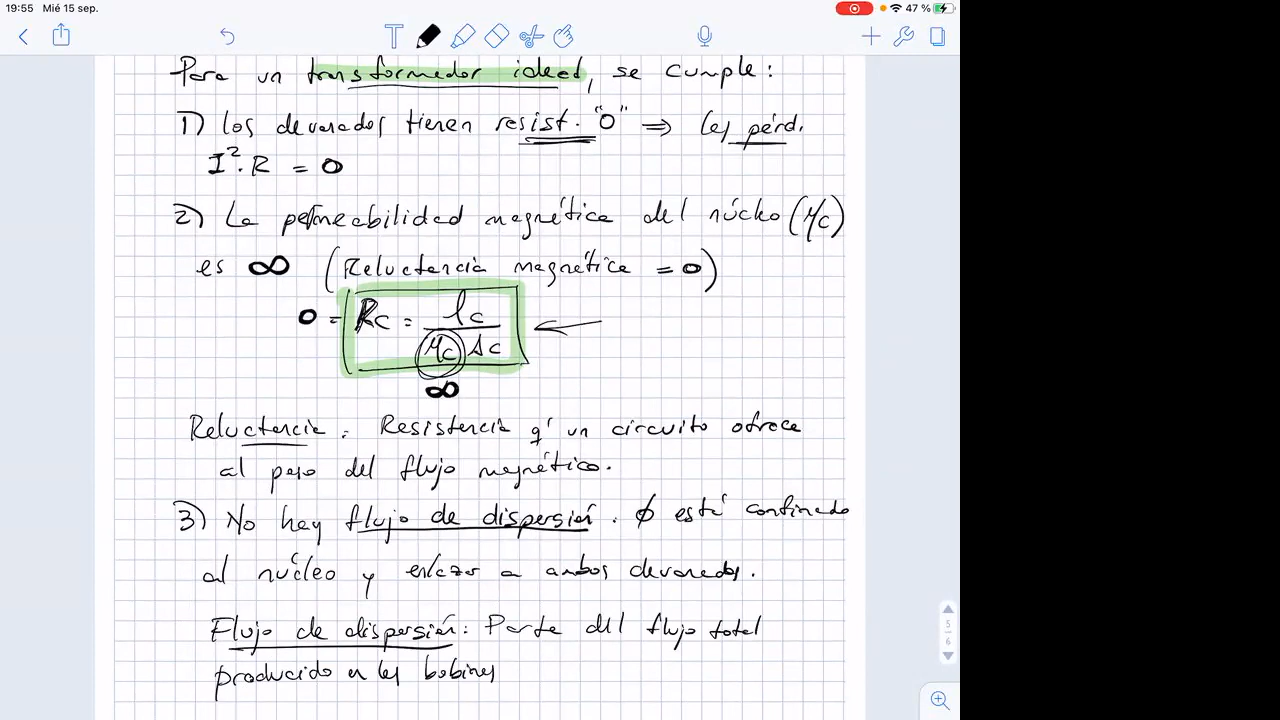 19:55 Mié 15 sep. 47 %
Para un transformador ideal, se cumple:
1) Los devanados tienen resist. "0" ⇒ las pérd.
I². R = 0
2) La permeabilidad magnética del núcleo (μc)
es ∞ (Reluctancia magnética = 0)
0 = Rc = lc / μc Ac
∞
Reluctancia: Resistencia q' un circuito ofrece
al paso del flujo magnético.
3) No hay flujo de dispersión. ϕ está confinado
al núcleo y enlaza a ambos devanados.
Flujo de dispersión: Parte del flujo total
producido en las bobinas
5
6